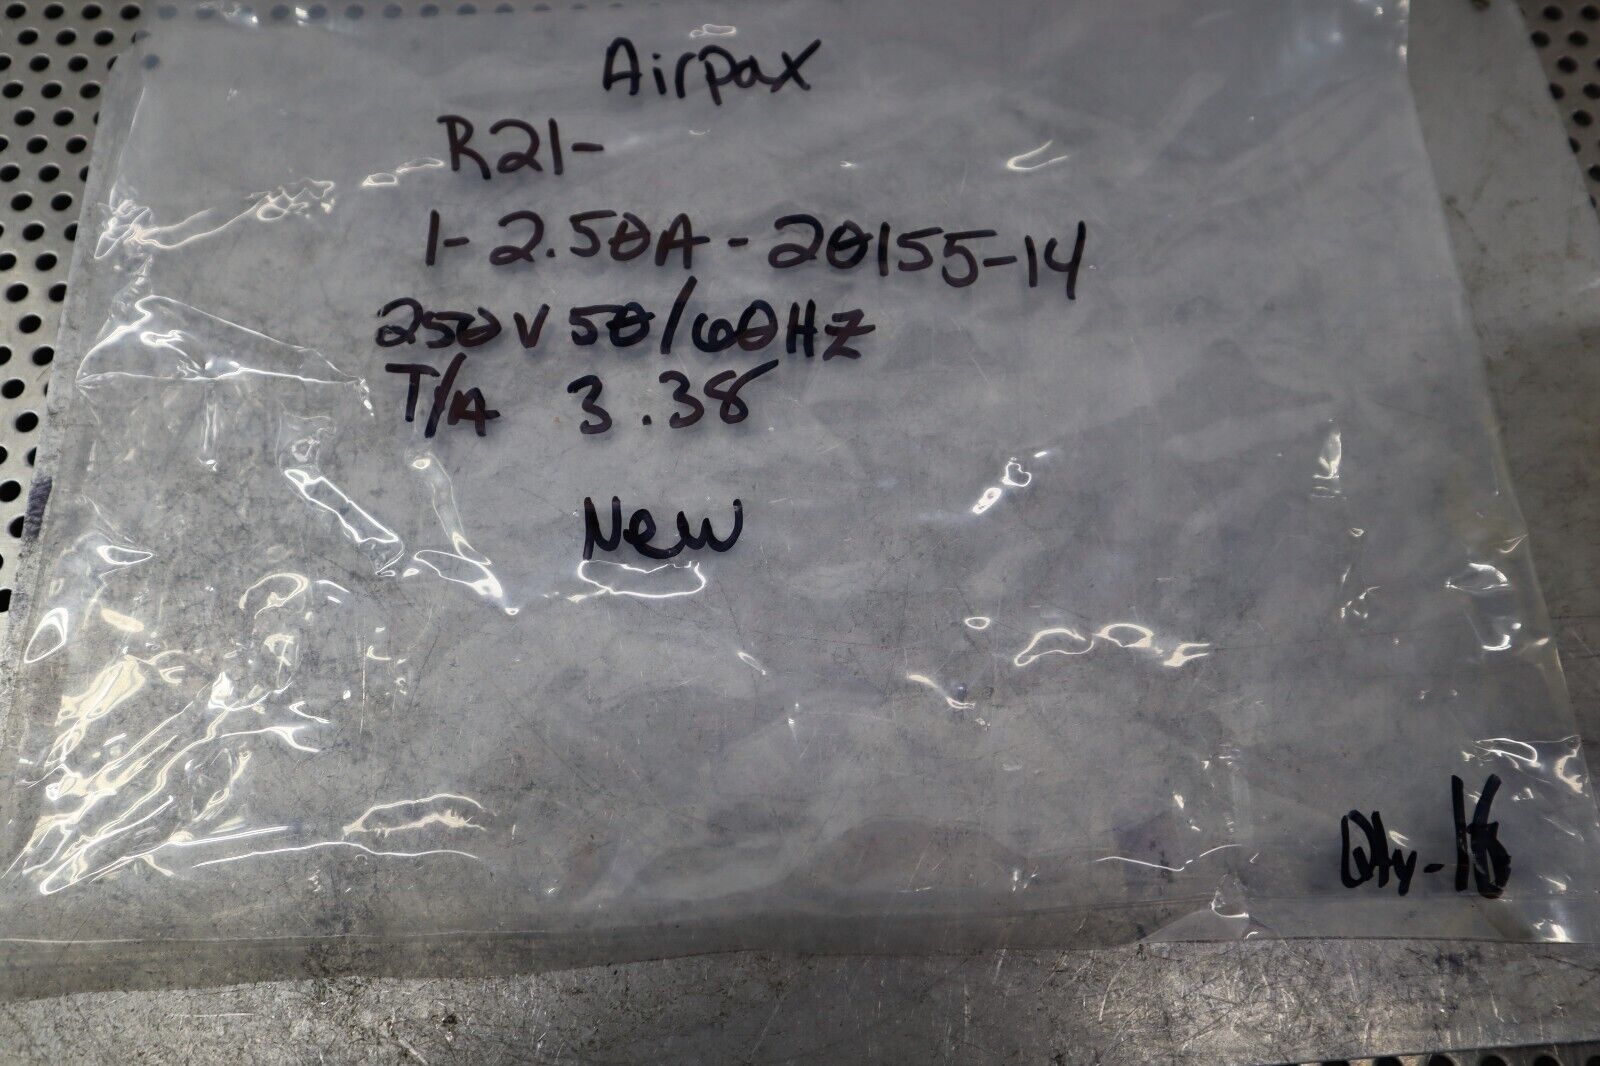 Airpax
R21-
1-2.50A-20155-14
250V 50/60Hz
T/A 3.38
New
Qty-16